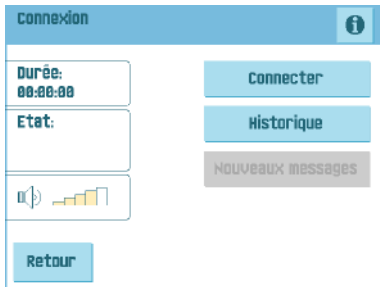 Connexion
Durée:
00:00:00
Connecter
Etat:
Historique
Nouveaux messages
Retour